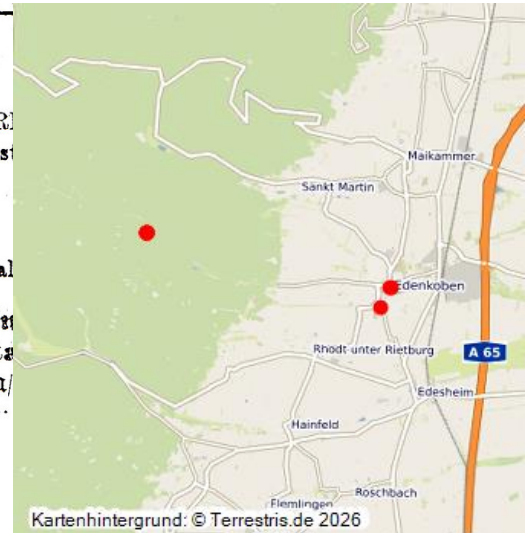 Maikammer
Sankt Martin
Edenkoben
Rhodt unter Rietburg
A 65
Edesheim
Hainfeld
Roschbach
Flemlingen
Kartenhintergrund: © Terrestris.de 2026